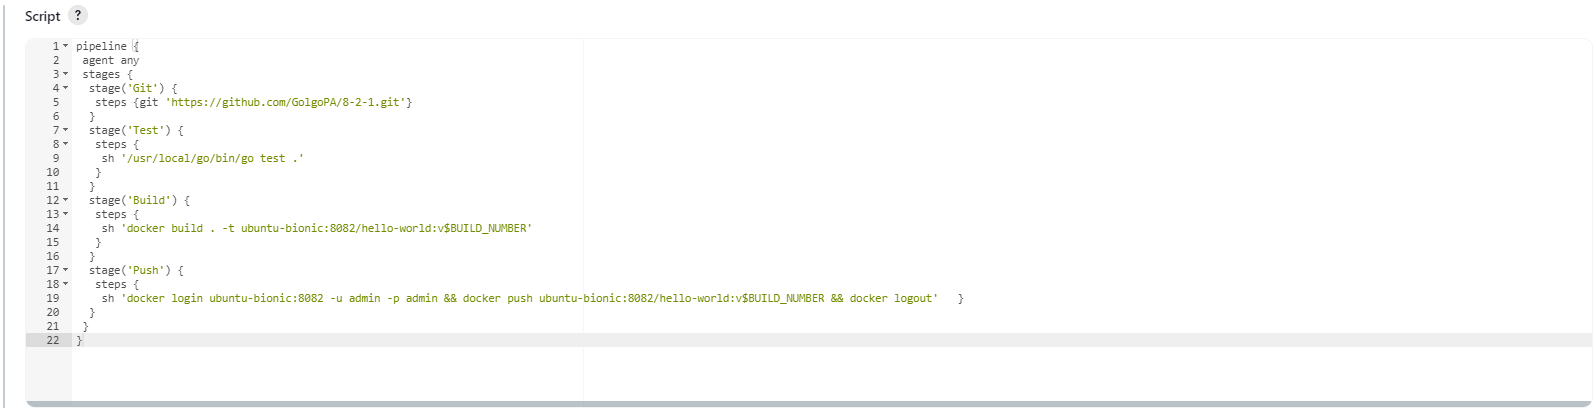 Script ?
1 pipeline {
2  agent any
3  stages {
4   stage('Git') {
5    steps {git 'https://github.com/GolgoPA/8-2-1.git'}
6   }
7   stage('Test') {
8    steps {
9     sh '/usr/local/go/bin/go test .'
10    }
11   }
12   stage('Build') {
13    steps {
14     sh 'docker build . -t ubuntu-bionic:8082/hello-world:v$BUILD_NUMBER'
15    }
16   }
17   stage('Push') {
18    steps {
19     sh 'docker login ubuntu-bionic:8082 -u admin -p admin && docker push ubuntu-bionic:8082/hello-world:v$BUILD_NUMBER && docker logout'   }
20   }
21  }
22 }